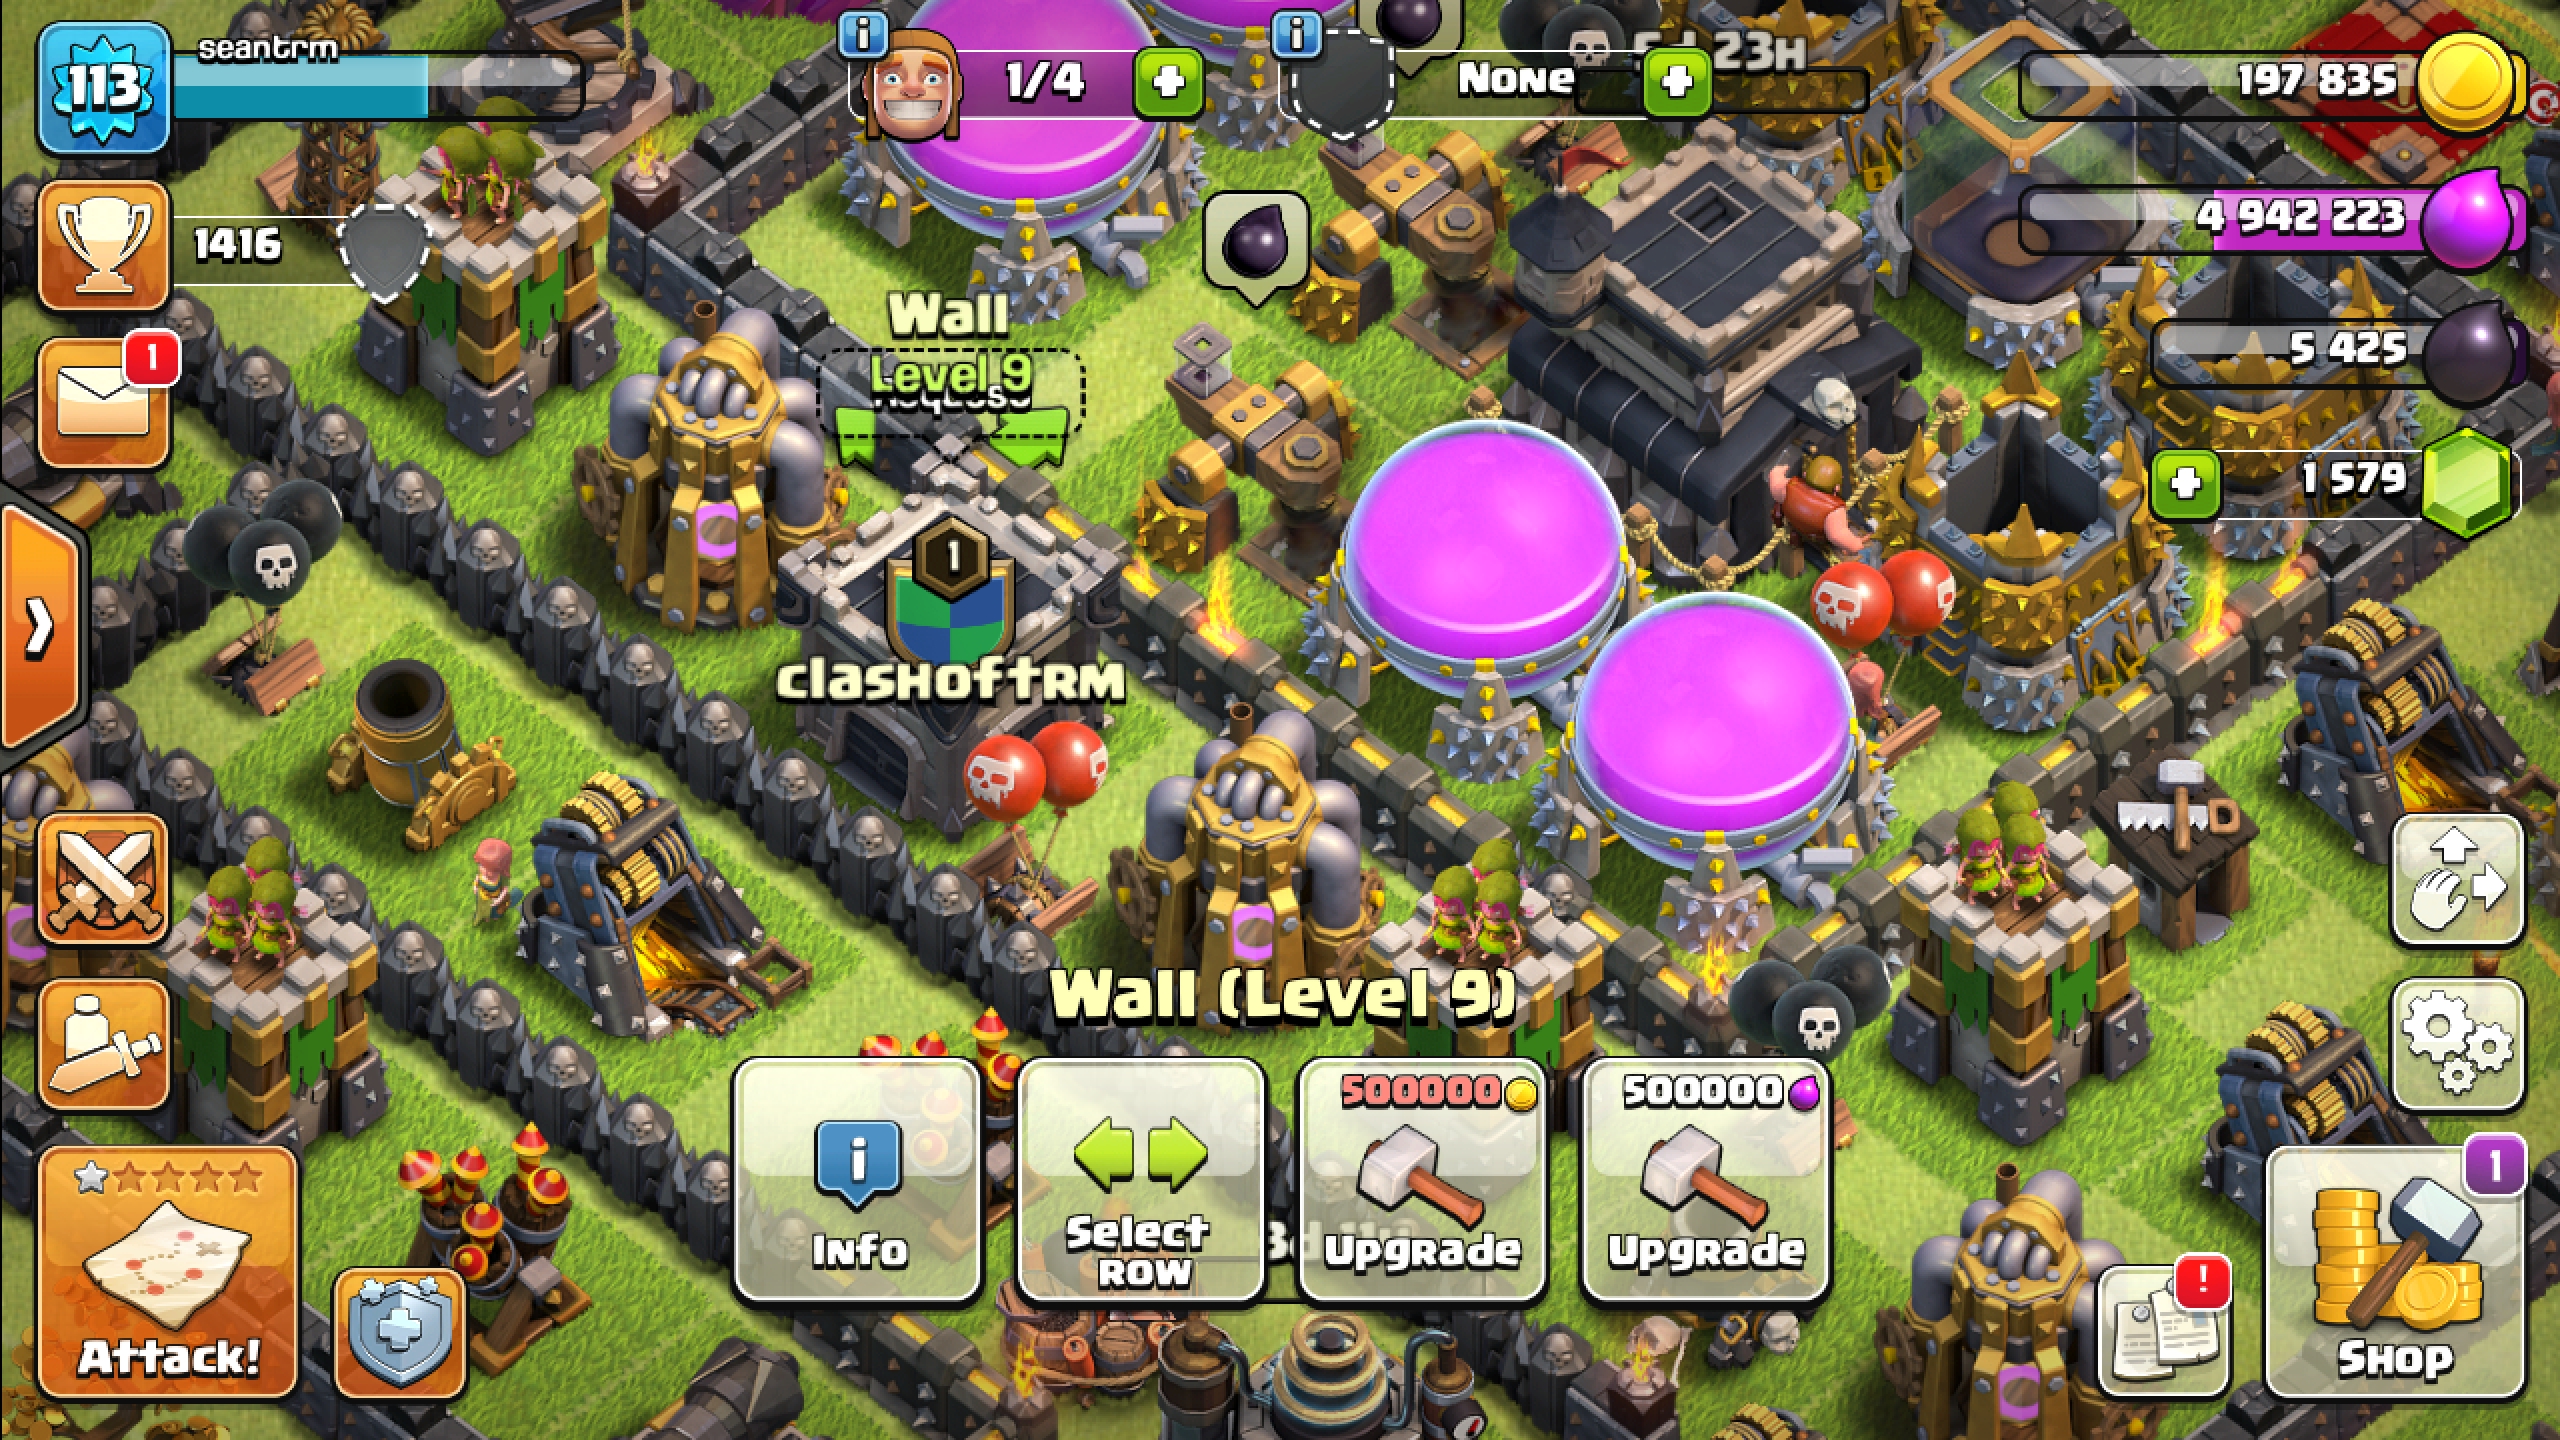 seantrm
113
1/4
None
23H
197 835
1416
4 942 223
1
5 425
1 579
Wall
Level 9
1
clashoftrm
Wall (Level 9)
500000
500000
Info
Select
Row
Upgrade
Upgrade
Attack!
1
!
Shop